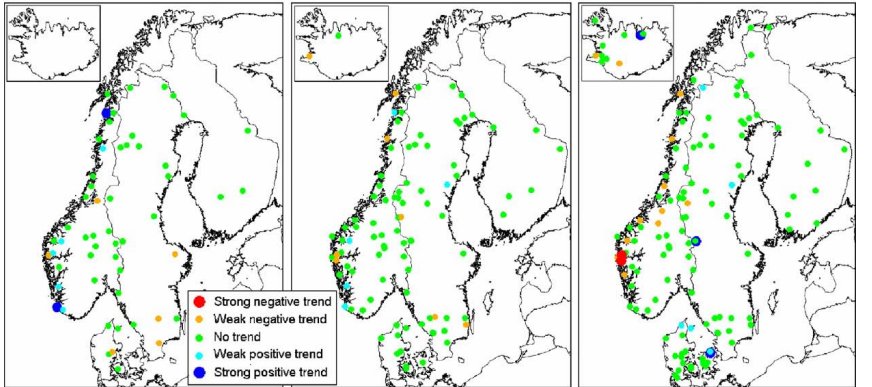 Strong negative trend
Weak negative trend
No trend
Weak positive trend
Strong positive trend